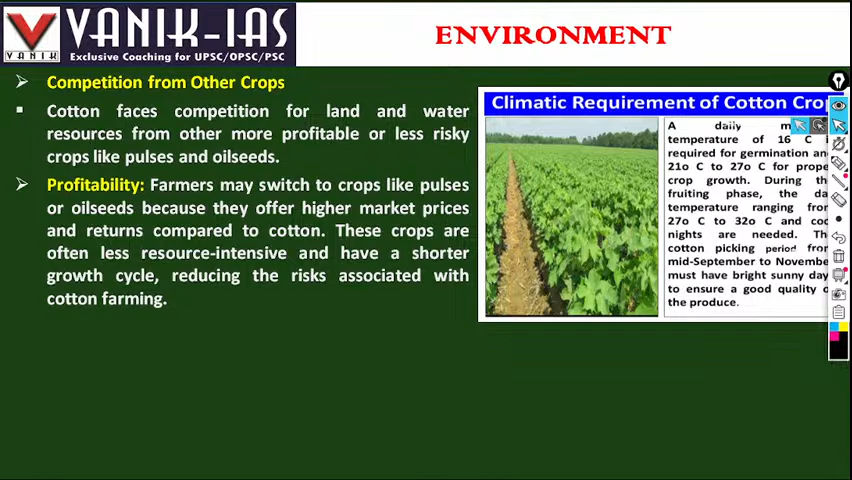 VANIK-IAS
VANIK
Exclusive Coaching for UPSC/OPSC/PSC
ENVIRONMENT
Competition from Other Crops
Cotton faces competition for land and water
resources from other more profitable or less risky
crops like pulses and oilseeds.
Profitability: Farmers may switch to crops like pulses
or oilseeds because they offer higher market prices
and returns compared to cotton. These crops are
often less resource-intensive and have a shorter
growth cycle, reducing the risks associated with
cotton farming.
Climatic Requirement of Cotton Crop
A daily m
temperature of 16 C i
required for germination an
21o C to 27o C for prope
crop growth. During th
fruiting phase, the da
temperature ranging from
27o C to 32o C and coo
nights are needed. Th
cotton picking period from
mid-September to Novembe
must have bright sunny day
to ensure a good quality o
the produce.